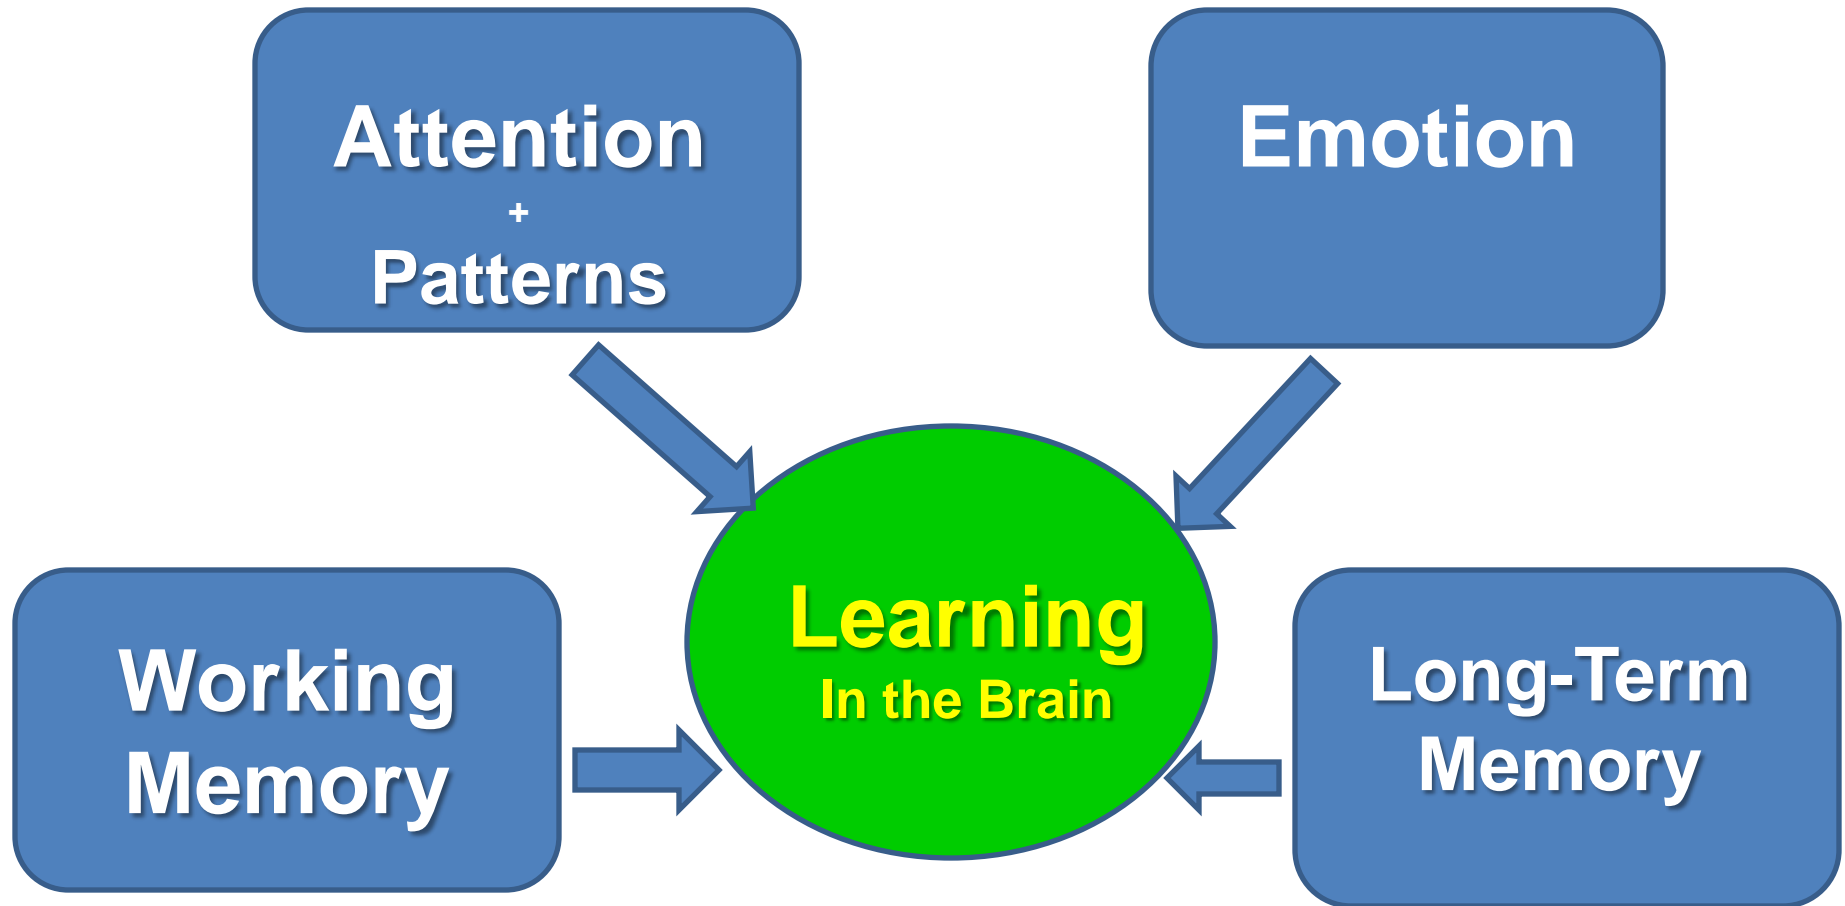 Attention
+
Patterns
Emotion
Learning
In the Brain
Working
Memory
Long-Term
Memory